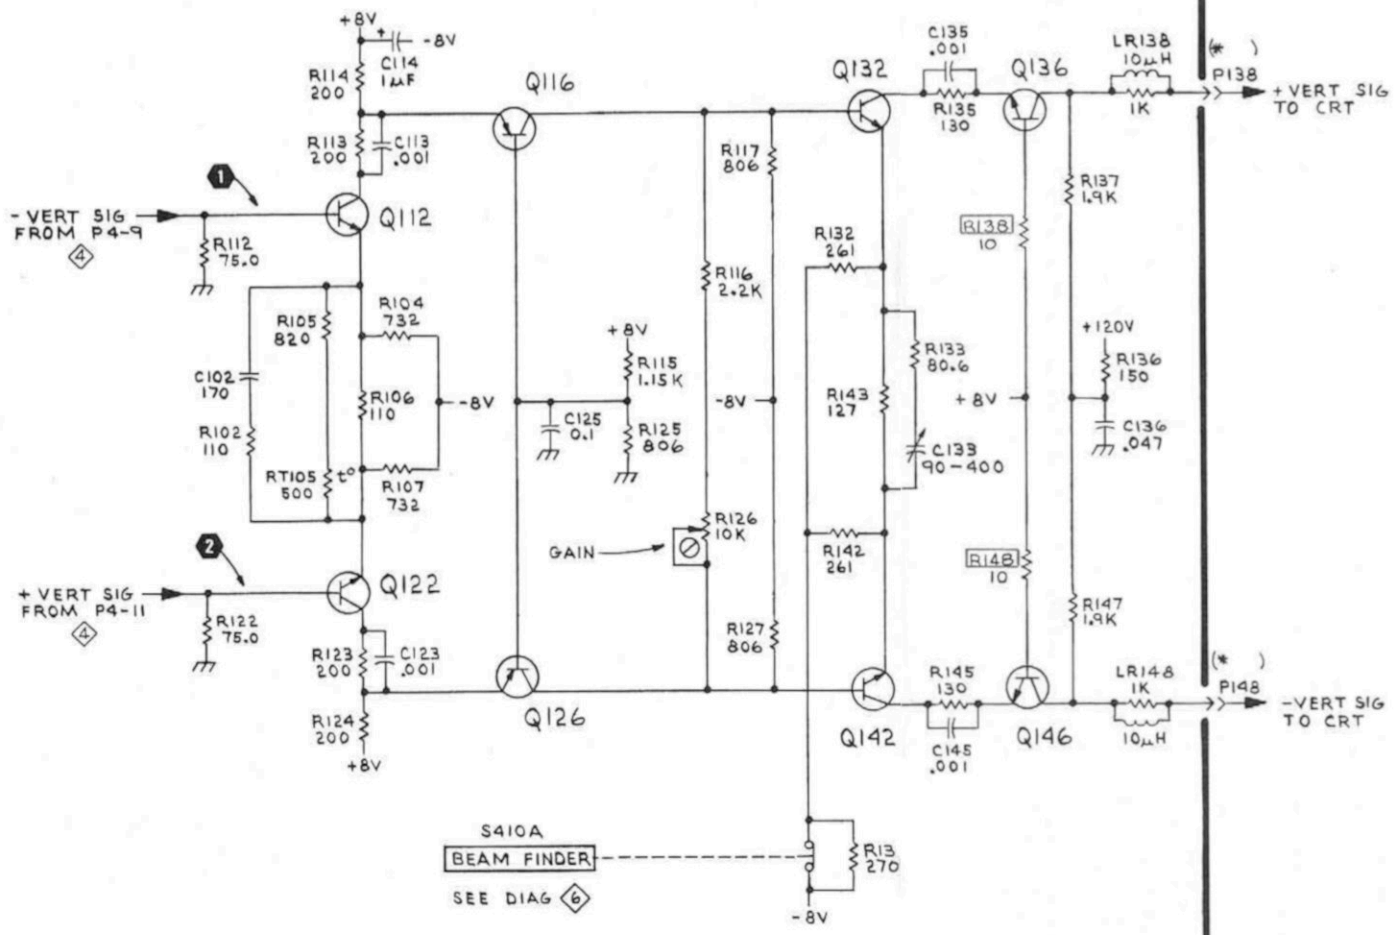 +8V
-8V
C114
1µF
R114
200
Q116
Q132
C135
.001
R135
130
Q136
LR138
10µH
1K
(* )
P138
+VERT SIG
TO CRT
R113
200
C113
.001
1
-VERT SIG
FROM P4-9
4
Q112
R112
75.0
R117
806
R137
1.9K
R132
261
R138
10
R116
2.2K
R105
820
R104
732
C102
170
R106
110
-8V
R102
110
RT105
500
t°
R107
732
+8V
R115
1.15K
C125
0.1
R125
806
-8V
R143
127
R133
80.6
C133
90-400
+8V
+120V
R136
150
C136
.047
R126
10K
GAIN
R142
261
R148
10
2
+VERT SIG
FROM P4-11
4
Q122
R122
75.0
R127
806
R147
1.9K
R123
200
C123
.001
R124
200
+8V
Q126
Q142
R145
130
C145
.001
Q146
LR148
1K
10µH
(* )
P148
-VERT SIG
TO CRT
S410A
BEAM FINDER
SEE DIAG 6
R13
270
-8V